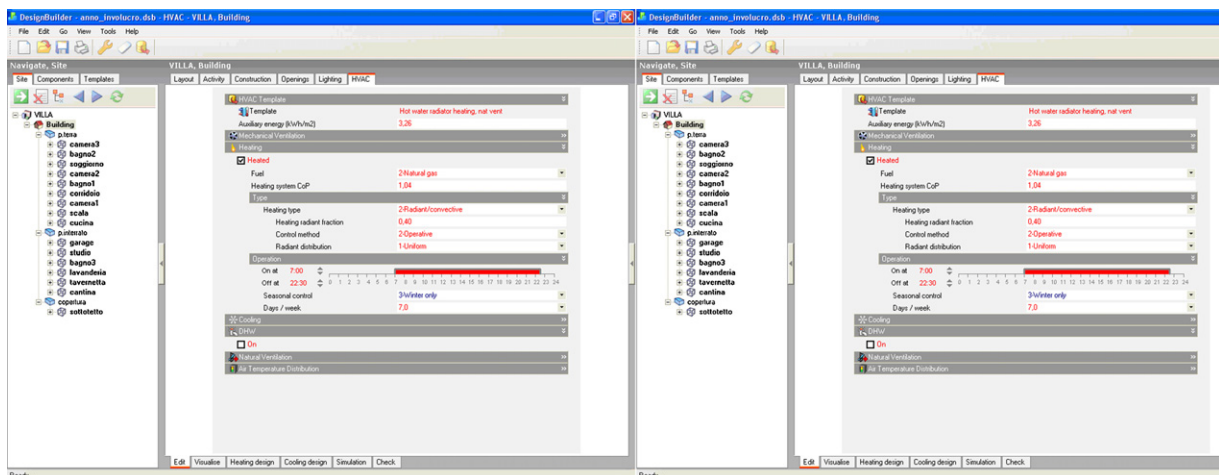 DesignBuilder - anno_involucro.dsb - HVAC - VILLA, Building
File Edit Go View Tools Help
Navigate, Site
Site Components Templates
VILLA
Building
p.terra
camera3
bagno2
soggiorno
camera2
bagno1
corridoio
camera1
scala
cucina
p.interrato
garage
studio
bagno3
lavanderia
tavernetta
cantina
copertura
sottotetto
VILLA, Building
Layout Activity Construction Openings Lighting HVAC
HVAC Template
Template Hot water radiator heating, nat vent
Auxiliary energy (kWh/m2) 3,26
Mechanical Ventilation
Heating
Heated
Fuel 2-Natural gas
Heating system CoP 1,04
Type
Heating type 2-Radiant/convective
Heating radiant fraction 0,40
Control method 2-Operative
Radiant distribution 1-Uniform
Operation
On at 7:00
Off at 22:30 0 1 2 3 4 5 6 7 8 9 10 11 12 13 14 15 16 17 18 19 20 21 22 23 24
Seasonal control 3-Winter only
Days / week 7,0
Cooling
DHW
On
Natural Ventilation
Air Temperature Distribution
Edit Visualise Heating design Cooling design Simulation Check
Ready
DesignBuilder - anno_involucro.dsb - HVAC - VILLA, Building
File Edit Go View Tools Help
Navigate, Site
Site Components Templates
VILLA
Building
p.terra
camera3
bagno2
soggiorno
camera2
bagno1
corridoio
camera1
scala
cucina
p.interrato
garage
studio
bagno3
lavanderia
tavernetta
cantina
copertura
sottotetto
VILLA, Building
Layout Activity Construction Openings Lighting HVAC
HVAC Template
Template Hot water radiator heating, nat vent
Auxiliary energy (kWh/m2) 3,26
Mechanical Ventilation
Heating
Heated
Fuel 2-Natural gas
Heating system CoP 1,04
Type
Heating type 2-Radiant/convective
Heating radiant fraction 0,40
Control method 2-Operative
Radiant distribution 1-Uniform
Operation
On at 7:00
Off at 22:30 0 1 2 3 4 5 6 7 8 9 10 11 12 13 14 15 16 17 18 19 20 21 22 23 24
Seasonal control 3-Winter only
Days / week 7,0
Cooling
DHW
On
Natural Ventilation
Air Temperature Distribution
Edit Visualise Heating design Cooling design Simulation Check
Ready